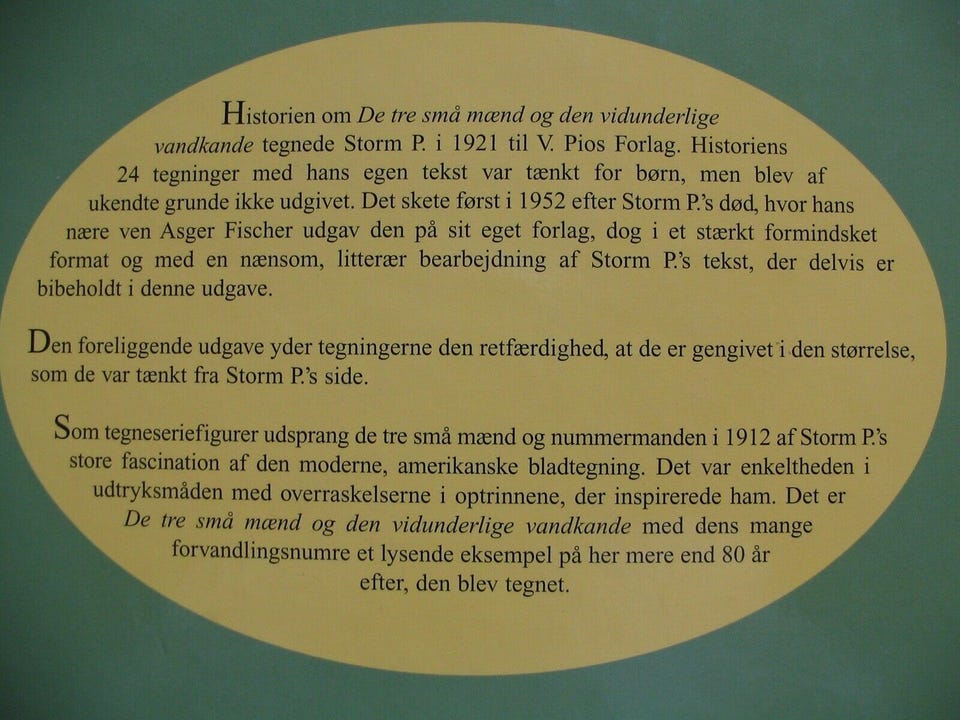 Historien om De tre små mænd og den vidunderlige
vandkande tegnede Storm P. i 1921 til V. Pios Forlag. Historiens
24 tegninger med hans egen tekst var tænkt for børn, men blev af
ukendte grunde ikke udgivet. Det skete først i 1952 efter Storm P.'s død, hvor hans
nære ven Asger Fischer udgav den på sit eget forlag, dog i et stærkt formindsket
format og med en nænsom, litterær bearbejdning af Storm P.'s tekst, der delvis er
bibeholdt i denne udgave.
Den foreliggende udgave yder tegningerne den retfærdighed, at de er gengivet i den størrelse,
som de var tænkt fra Storm P.'s side.
Som tegneseriefigurer udsprang de tre små mænd og nummermanden i 1912 af Storm P.'s
store fascination af den moderne, amerikanske bladtegning. Det var enkeltheden i
udtryksmåden med overraskelserne i optrinnene, der inspirerede ham. Det er
De tre små mænd og den vidunderlige vandkande med dens mange
forvandlingsnumre et lysende eksempel på her mere end 80 år
efter, den blev tegnet.